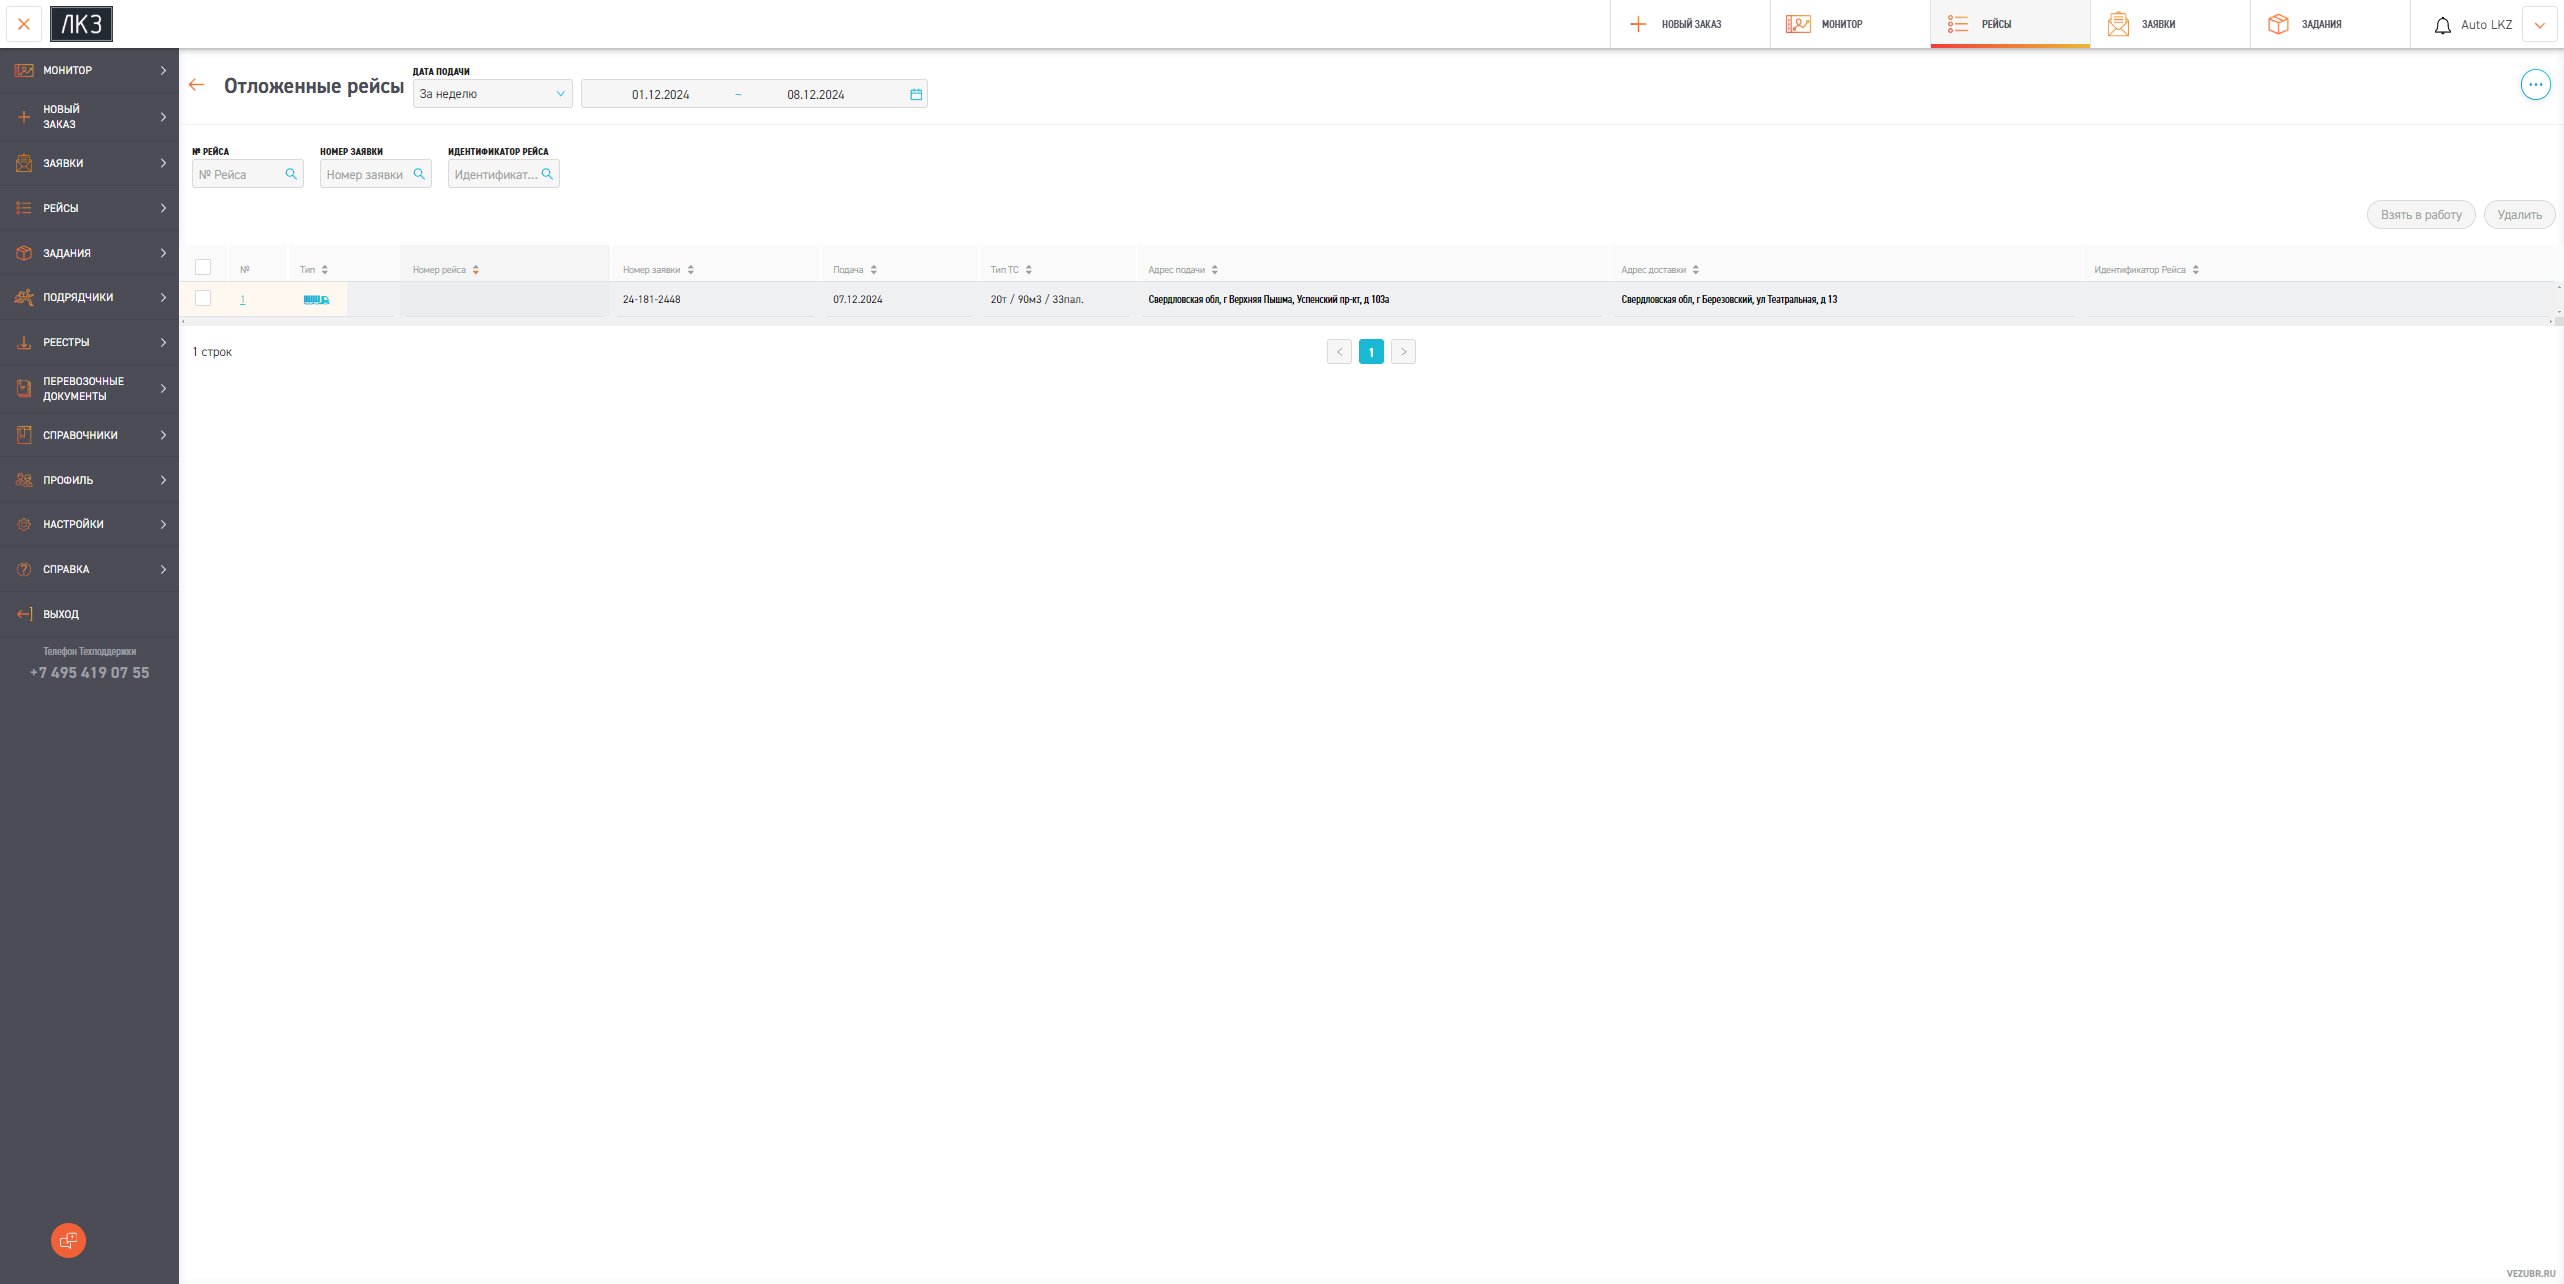 ЛКЗ
НОВЫЙ ЗАКАЗ
МОНИТОР
РЕЙСЫ
ЗАЯВКИ
ЗАДАНИЯ
Auto LKZ
МОНИТОР
НОВЫЙ
ЗАКАЗ
ЗАЯВКИ
РЕЙСЫ
ЗАДАНИЯ
ПОДРЯДЧИКИ
РЕЕСТРЫ
ПЕРЕВОЗОЧНЫЕ
ДОКУМЕНТЫ
СПРАВОЧНИКИ
ПРОФИЛЬ
НАСТРОЙКИ
СПРАВКА
ВЫХОД
Телефон Техподдержки
+7 495 419 07 55
Отложенные рейсы
ДАТА ПОДАЧИ
За неделю
01.12.2024 ~ 08.12.2024
№ РЕЙСА НОМЕР ЗАЯВКИ ИДЕНТИФИКАТОР РЕЙСА
№ Рейса Номер заявки Идентификат...
Взять в работу Удалить
№ Тип Номер рейса Номер заявки Подача Тип ТС Адрес подачи Адрес доставки Идентификатор Рейса
1 24-181-2448 07.12.2024 20т / 90м3 / 33пал. Свердловская обл, г Верхняя Пышма, Успенский пр-кт, д 103а Свердловская обл, г Березовский, ул Театральная, д 13
1 строк
< 1 >
VEZUBR.RU